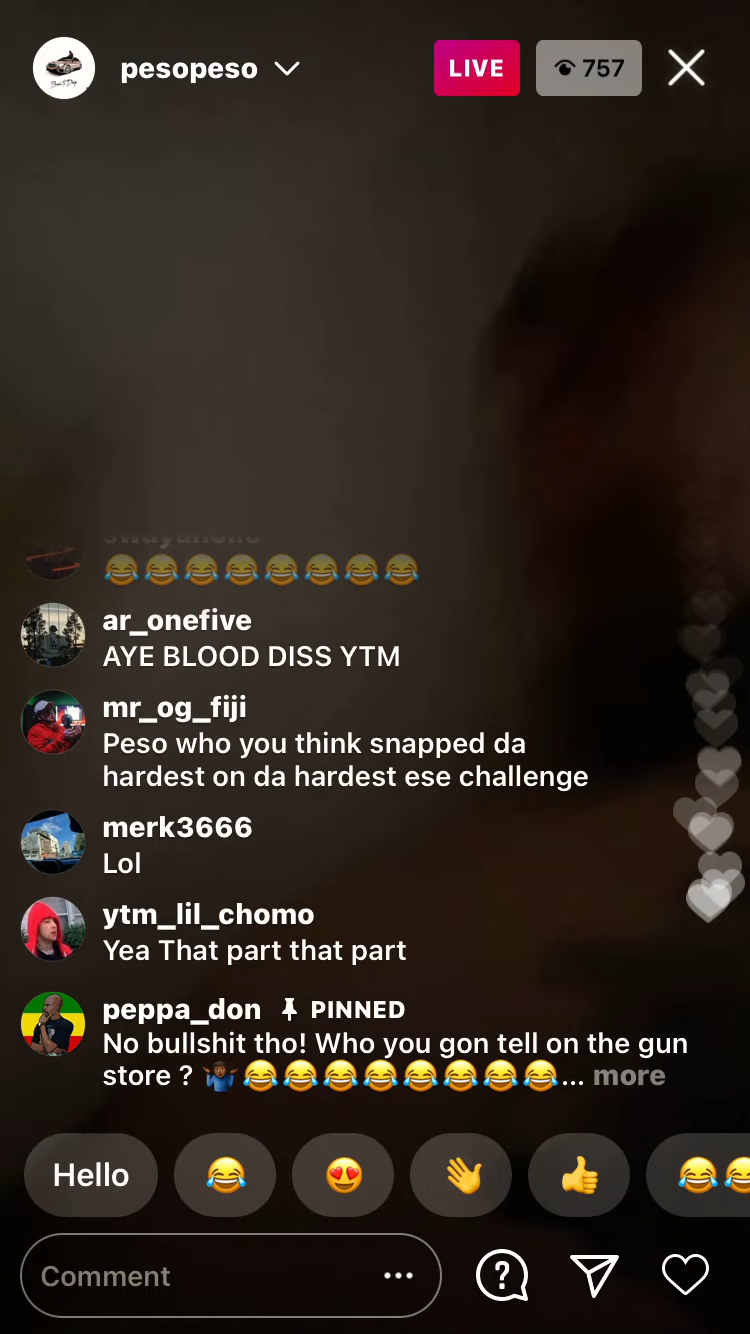 pesopeso
LIVE
757
😂😂😂😂😂😂😂😂
ar_onefive
AYE BLOOD DISS YTM
mr_og_fiji
Peso who you think snapped da
hardest on da hardest ese challenge
merk3666
Lol
ytm_lil_chomo
Yea That part that part
peppa_don PINNED
No bullshit tho! Who you gon tell on the gun
store ? 🤷🏾‍♂️😂😂😂😂😂😂😂😂... more
Hello 😂 😍 👋 👍 😂😂
Comment